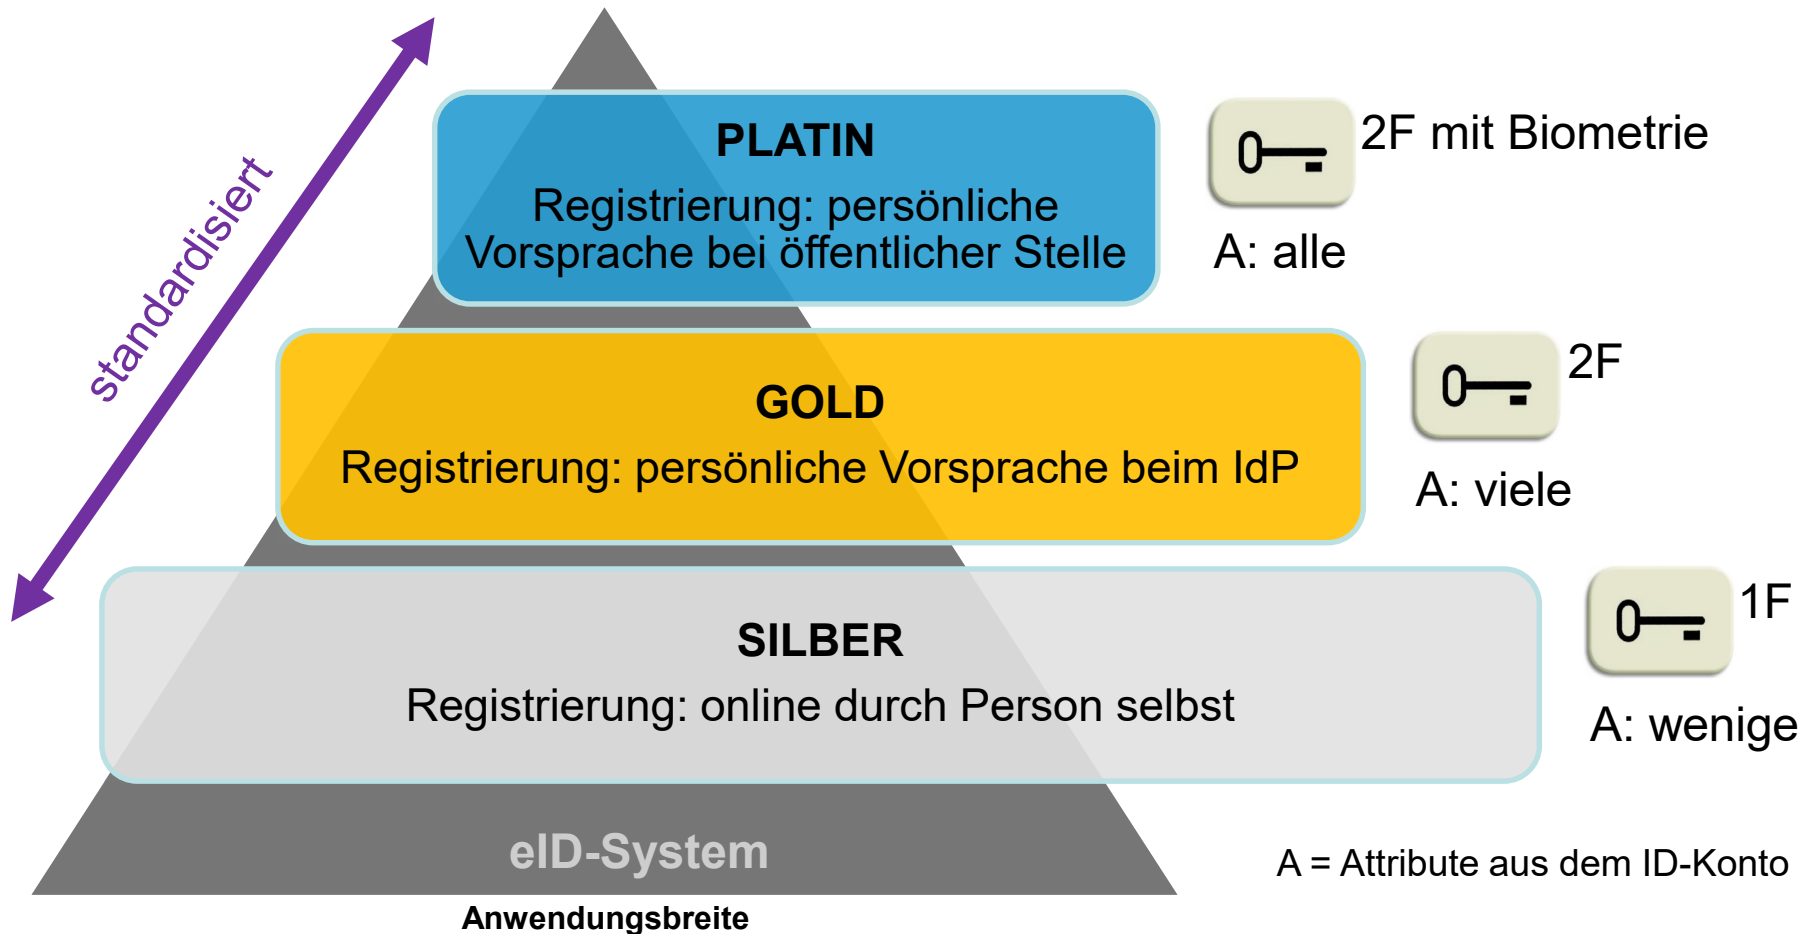 standardisiert
PLATIN
Registrierung: persönliche
Vorsprache bei öffentlicher Stelle
2F mit Biometrie
A: alle
GOLD
Registrierung: persönliche Vorsprache beim IdP
2F
A: viele
SILBER
Registrierung: online durch Person selbst
1F
A: wenige
eID-System
A = Attribute aus dem ID-Konto
Anwendungsbreite